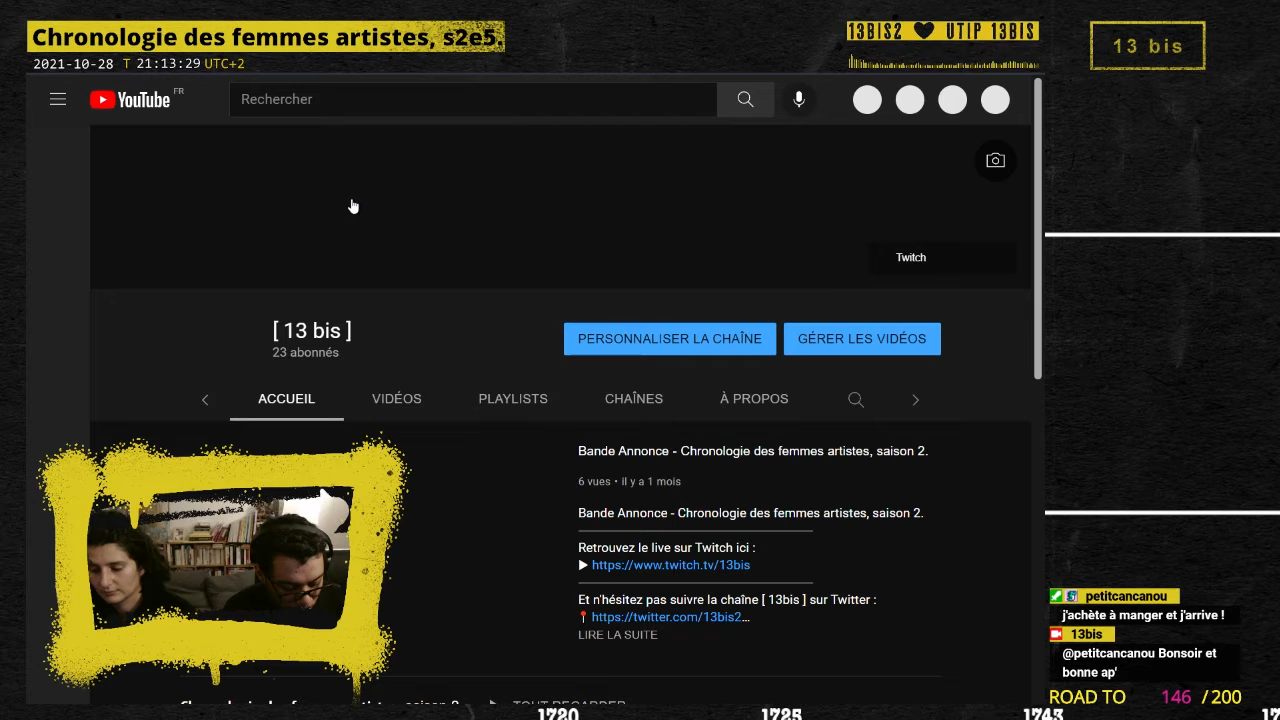 Chronologie des femmes artistes, s2e5,
2021-10-28 T 21:13:29 UTC+2
13BIS2 UTIP 13BIS
13 bis
YouTube FR
Rechercher
Twitch
[ 13 bis ]
23 abonnés
PERSONNALISER LA CHAÎNE
GÉRER LES VIDÉOS
ACCUEIL
VIDÉOS
PLAYLISTS
CHAÎNES
À PROPOS
Bande Annonce - Chronologie des femmes artistes, saison 2.
6 vues • il y a 1 mois
Bande Annonce - Chronologie des femmes artistes, saison 2.
Retrouvez le live sur Twitch ici :
https://www.twitch.tv/13bis
Et n'hésitez pas suivre la chaîne [ 13bis ] sur Twitter :
https://twitter.com/13bis2...
LIRE LA SUITE
petitcancanou
j'achète à manger et j'arrive !
13bis
@petitcancanou Bonsoir et
bonne ap'
ROAD TO 146 / 200
1720
1725
1743